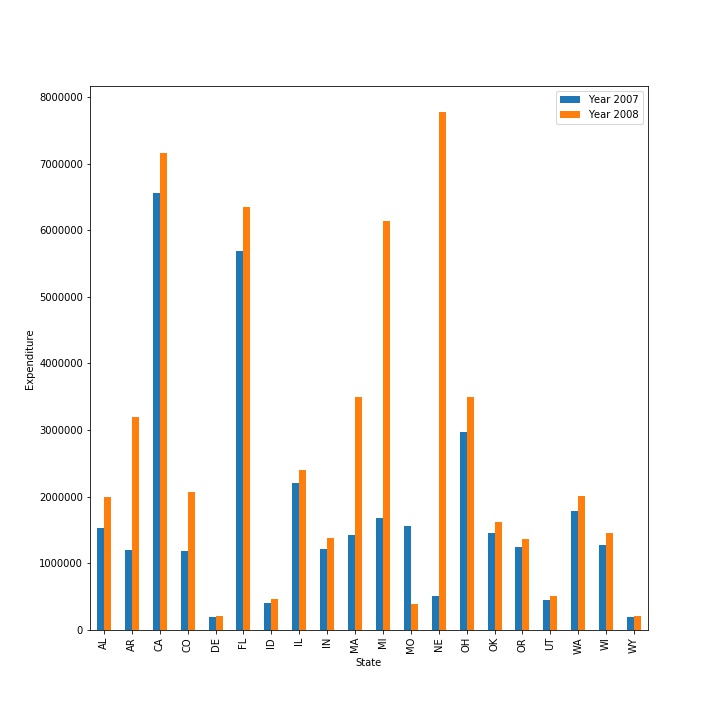 Year 2007
Year 2008
8000000
7000000
6000000
5000000
4000000
3000000
2000000
1000000
0
Expenditure
AL AR CA CO DE FL ID IL IN MA MI MO NE OH OK OR UT WA WI WY
State